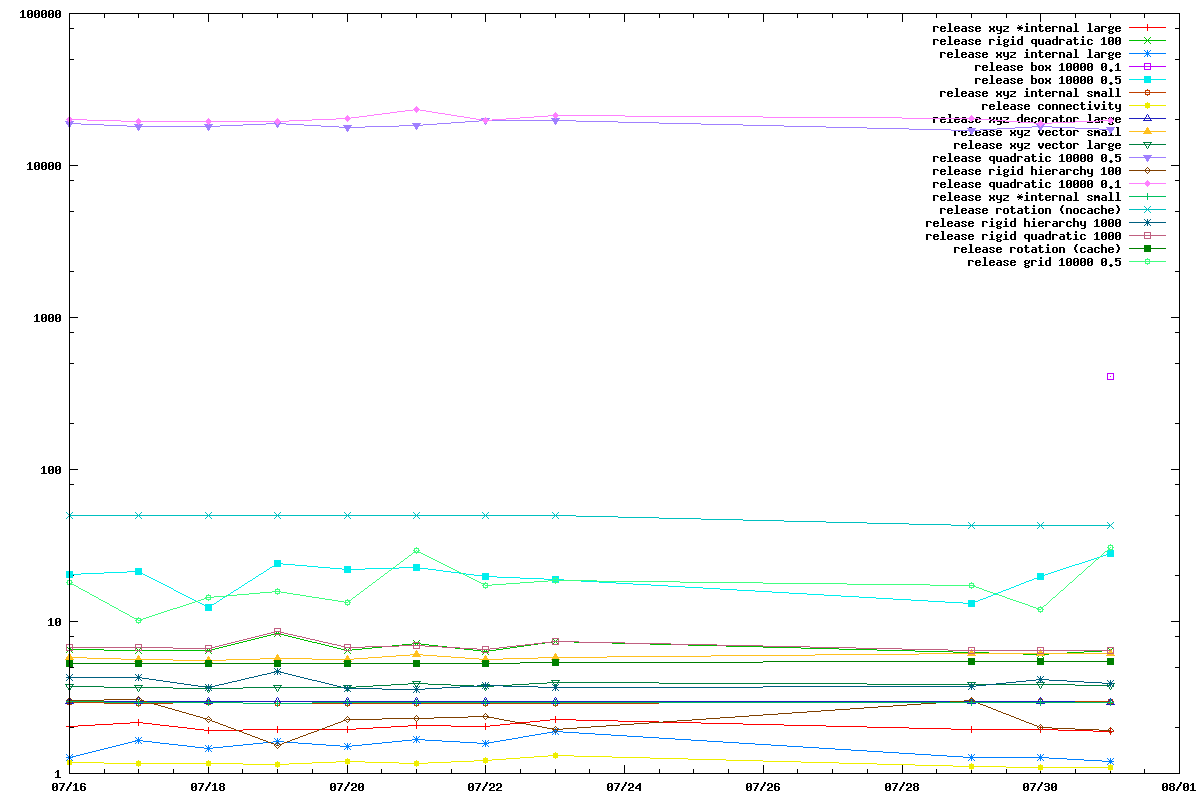 100000
10000
1000
100
10
1
07/16
07/18
07/20
07/22
07/24
07/26
07/28
07/30
08/01
release xyz *internal large
release rigid quadratic 100
release xyz internal large
release box 10000 0.1
release box 10000 0.5
release xyz internal small
release connectivity
release xyz decorator large
release xyz vector small
release xyz vector large
release quadratic 10000 0.5
release rigid hierarchy 100
release quadratic 10000 0.1
release xyz *internal small
release rotation (nocache)
release rigid hierarchy 1000
release rigid quadratic 1000
release rotation (cache)
release grid 10000 0.5